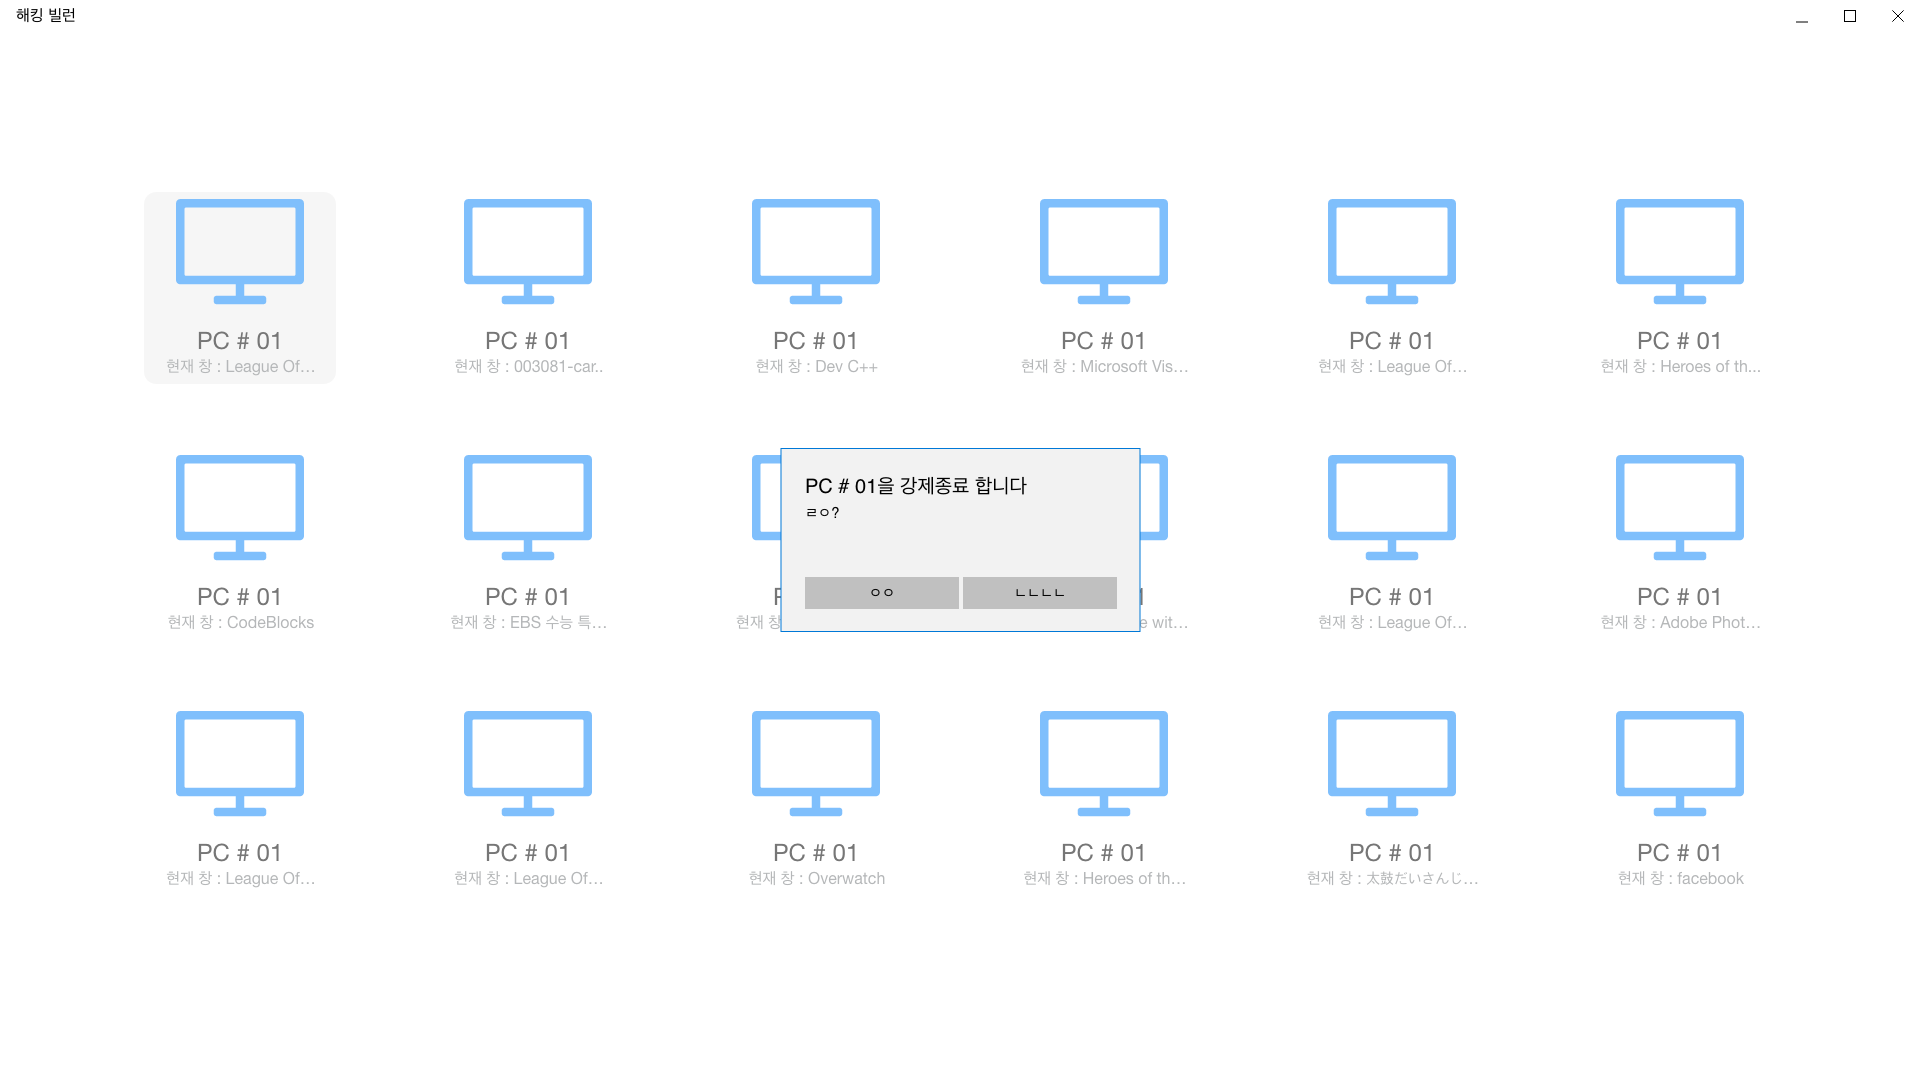 해킹 빌런
PC # 01
현재 창 : League Of...
PC # 01
현재 창 : 003081-car..
PC # 01
현재 창 : Dev C++
PC # 01
현재 창 : Microsoft Vis...
PC # 01
현재 창 : League Of...
PC # 01
현재 창 : Heroes of th...
PC # 01
현재 창 : CodeBlocks
PC # 01
현재 창 : EBS 수능 특...
현재 창
PC # 01을 강제종료 합니다
ㄹㅇ?
ㅇㅇ
ㄴㄴㄴㄴ
wit...
PC # 01
현재 창 : League Of...
PC # 01
현재 창 : Adobe Phot...
PC # 01
현재 창 : League Of...
PC # 01
현재 창 : League Of...
PC # 01
현재 창 : Overwatch
PC # 01
현재 창 : Heroes of th...
PC # 01
현재 창 : 太鼓だいさんじ...
PC # 01
현재 창 : facebook